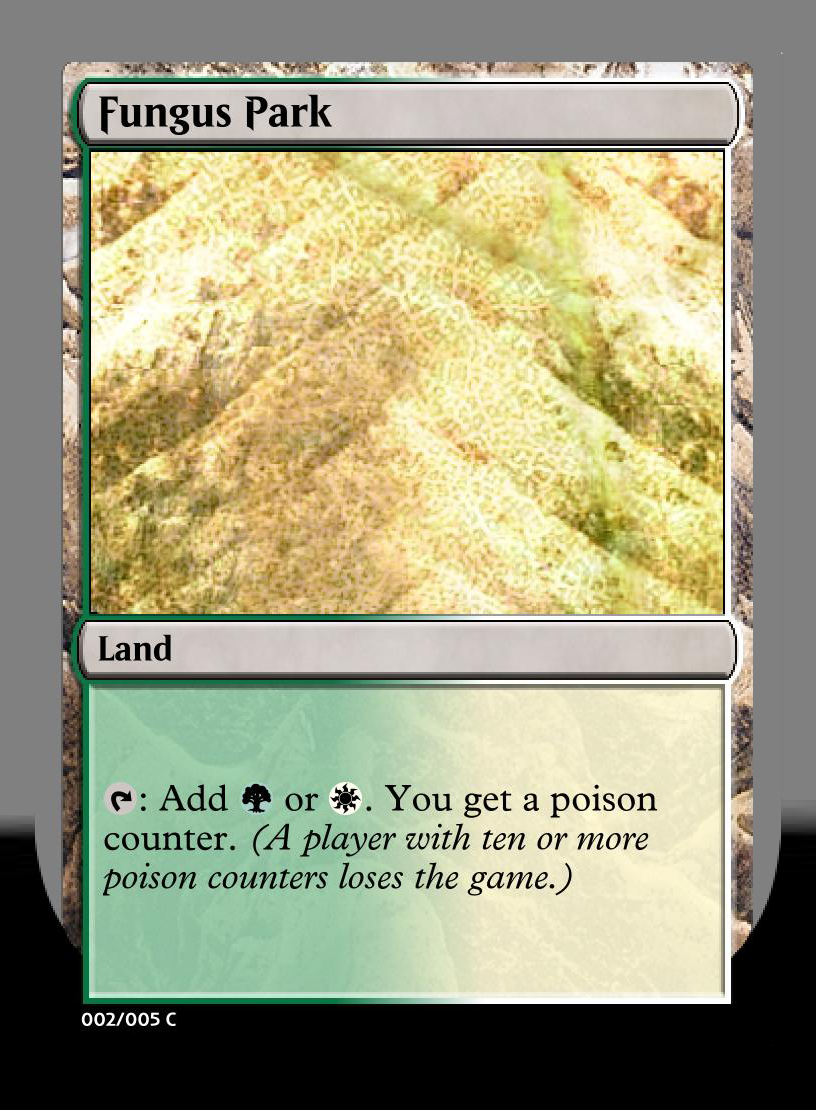 Fungus Park
Land
: Add or . You get a poison
counter. (A player with ten or more
poison counters loses the game.)
002/005 C